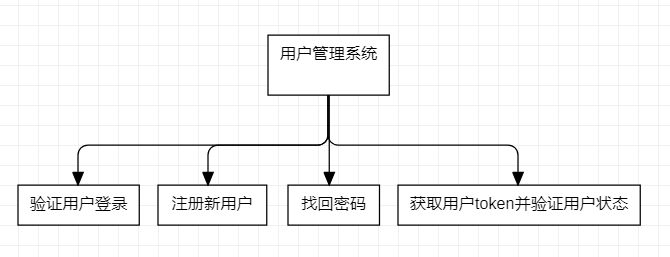 用户管理系统
验证用户登录
注册新用户
找回密码
获取用户token并验证用户状态